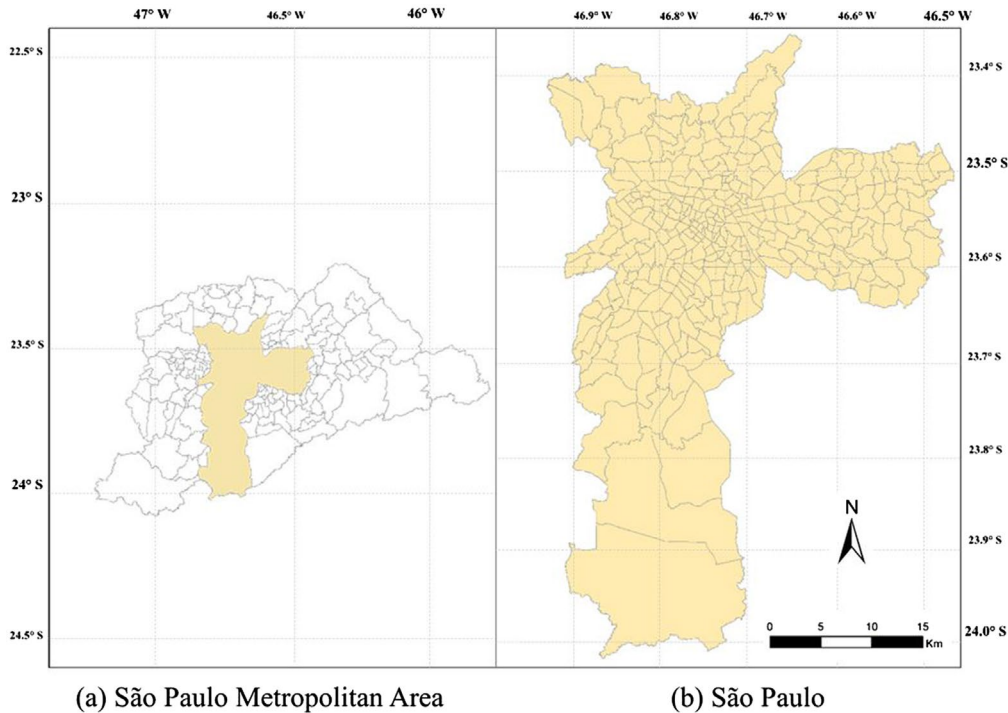 47° W 46.5° W 46° W
46.9° W 46.8° W 46.7° W 46.6° W 46.5° W
22.5° S
23° S
23.5° S
24° S
24.5° S
23.4° S
23.5° S
23.6° S
23.7° S
23.8° S
23.9° S
24.0° S
N
0 5 10 15
Km
(a) São Paulo Metropolitan Area
(b) São Paulo